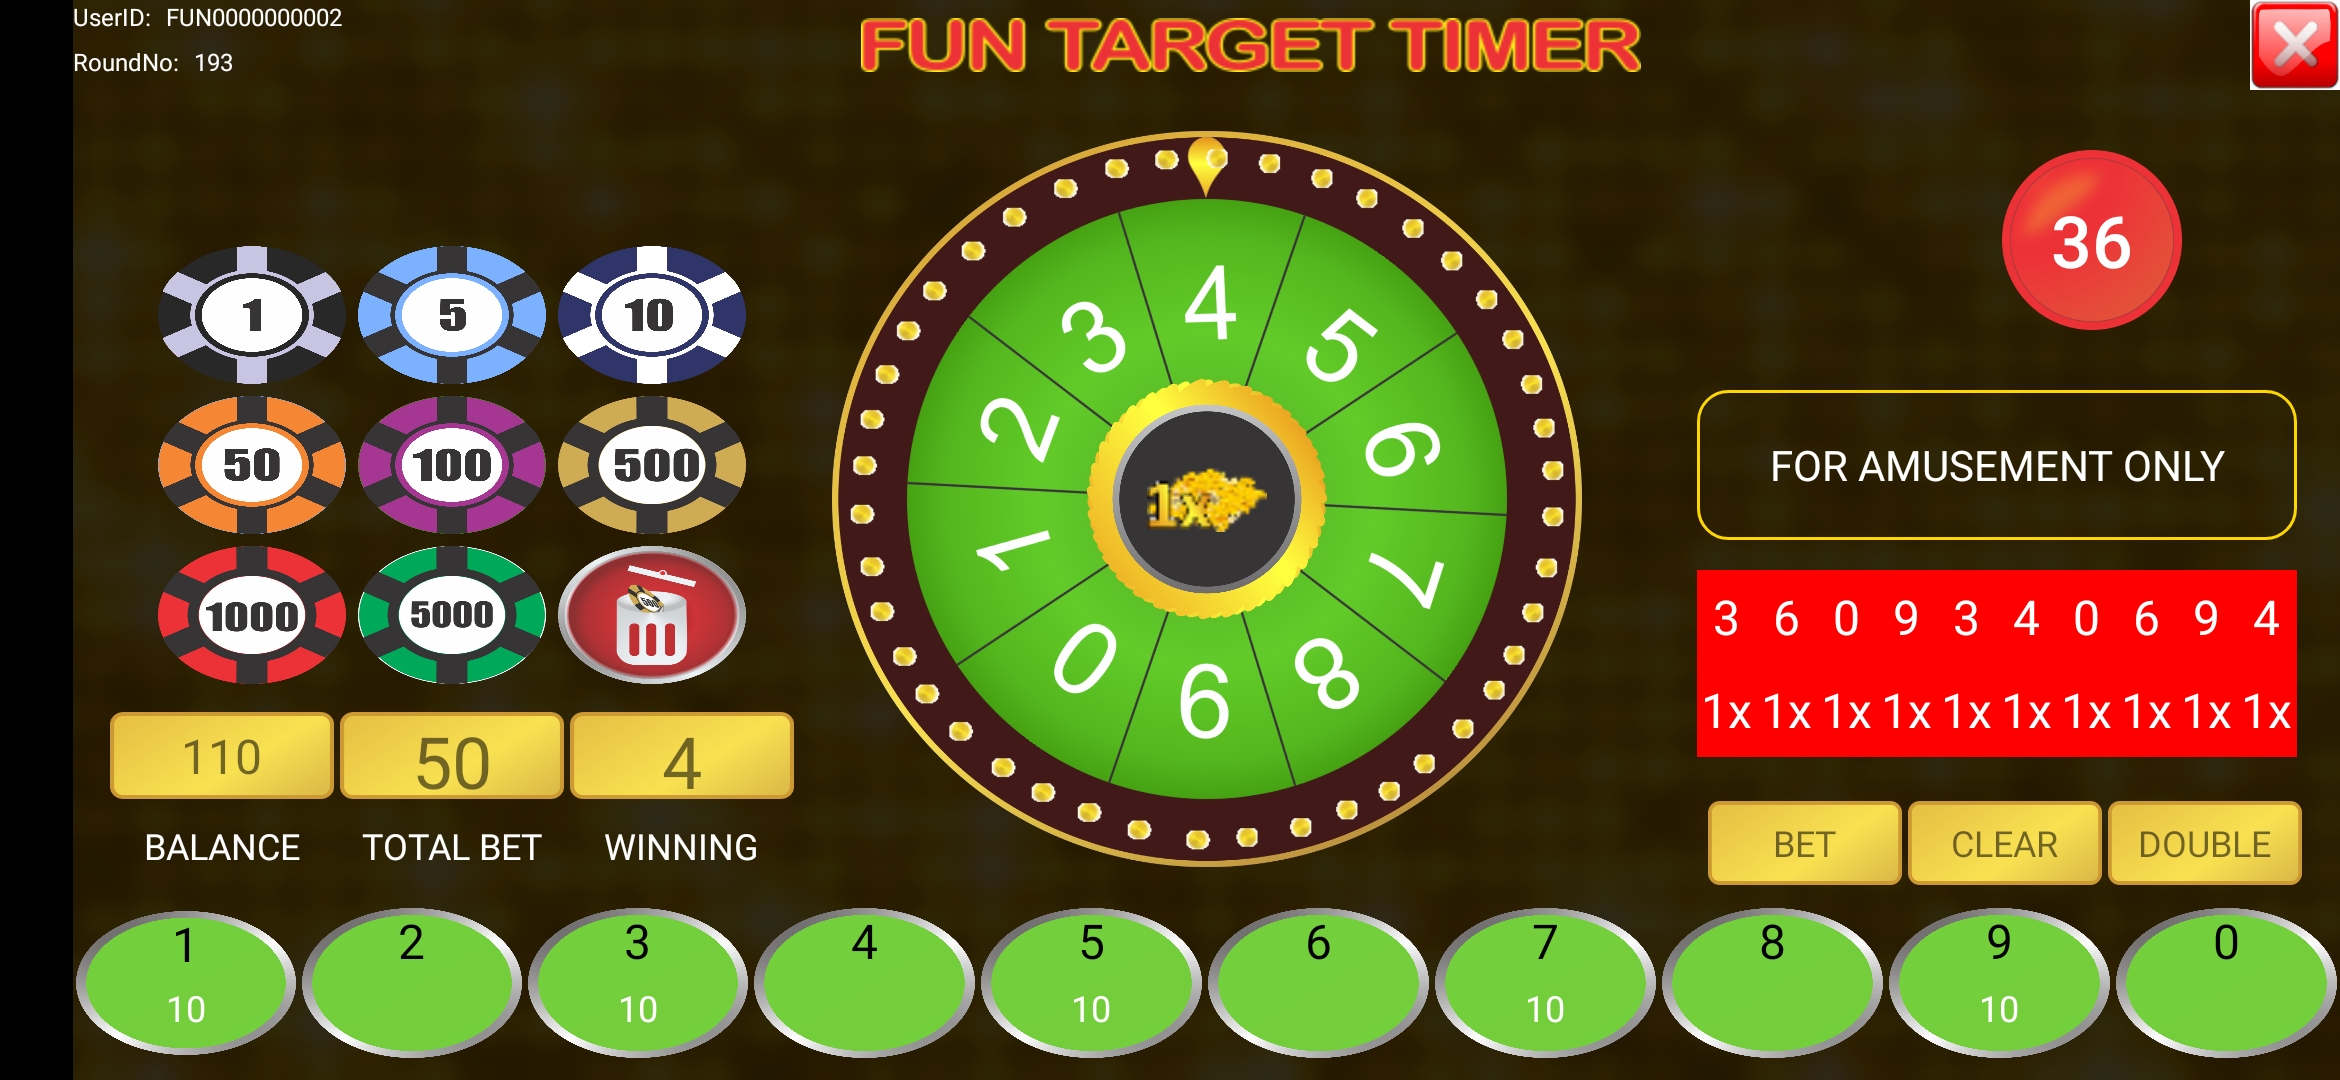 UserID: FUN0000000002
RoundNo: 193
FUN TARGET TIMER
36
1 5 10
50 100 500
1000 5000
500
4
5
6
7
8
9
0
1
2
3
1x
FOR AMUSEMENT ONLY
3 6 0 9 3 4 0 6 9 4
1x 1x 1x 1x 1x 1x 1x 1x 1x 1x
110 50 4
BALANCE TOTAL BET WINNING
BET CLEAR DOUBLE
1 2 3 4 5 6 7 8 9 0
10 10 10 10 10